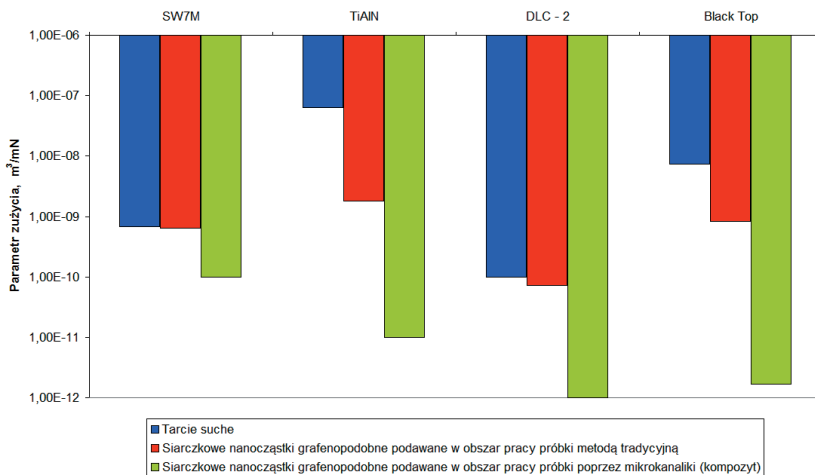 SW7M TiAlN DLC - 2 Black Top
1,00E-06
1,00E-07
1,00E-08
1,00E-09
1,00E-10
1,00E-11
1,00E-12
Parametr zużycia, m³/mN
Tarcie suche
Siarczkowe nanocząstki grafenopodobne podawane w obszar pracy próbki metodą tradycyjną
Siarczkowe nanocząstki grafenopodobne podawane w obszar pracy próbki poprzez mikrokanaliki (kompozyt)